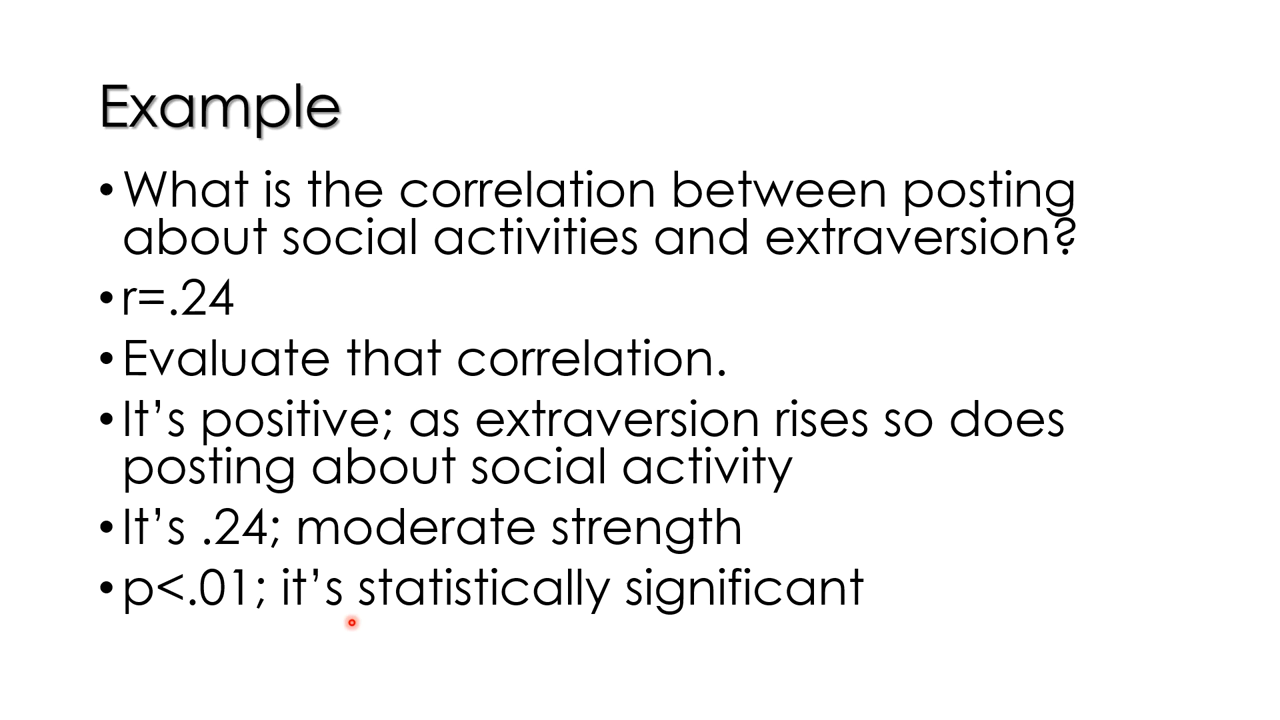 Example
• What is the correlation between posting
about social activities and extraversion?
• r=.24
• Evaluate that correlation.
• It’s positive; as extraversion rises so does
posting about social activity
• It’s .24; moderate strength
• p<.01; it’s statistically significant